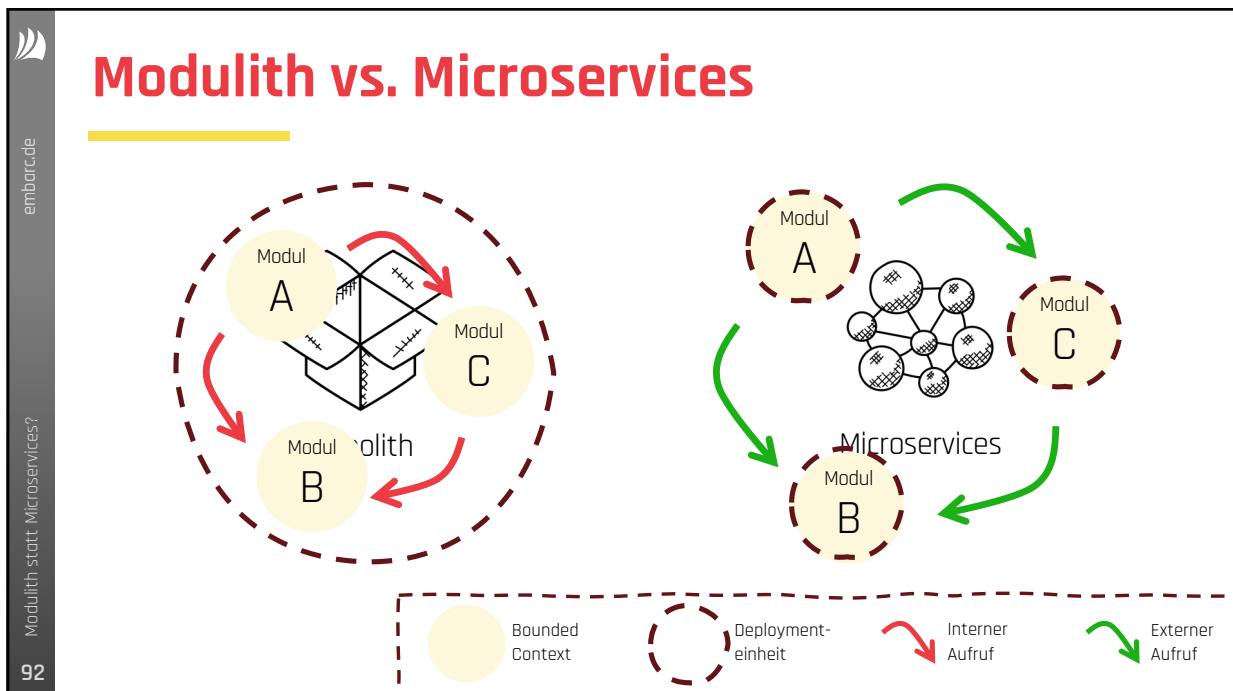 Modulith vs. Microservices
embarc.de
Modulith statt Microservices?
92
Modul
A
Modul
C
Modul
B
olith
Modul
A
Modul
C
Microservices
Modul
B
Bounded
Context
Deployment-
einheit
Interner
Aufruf
Externer
Aufruf